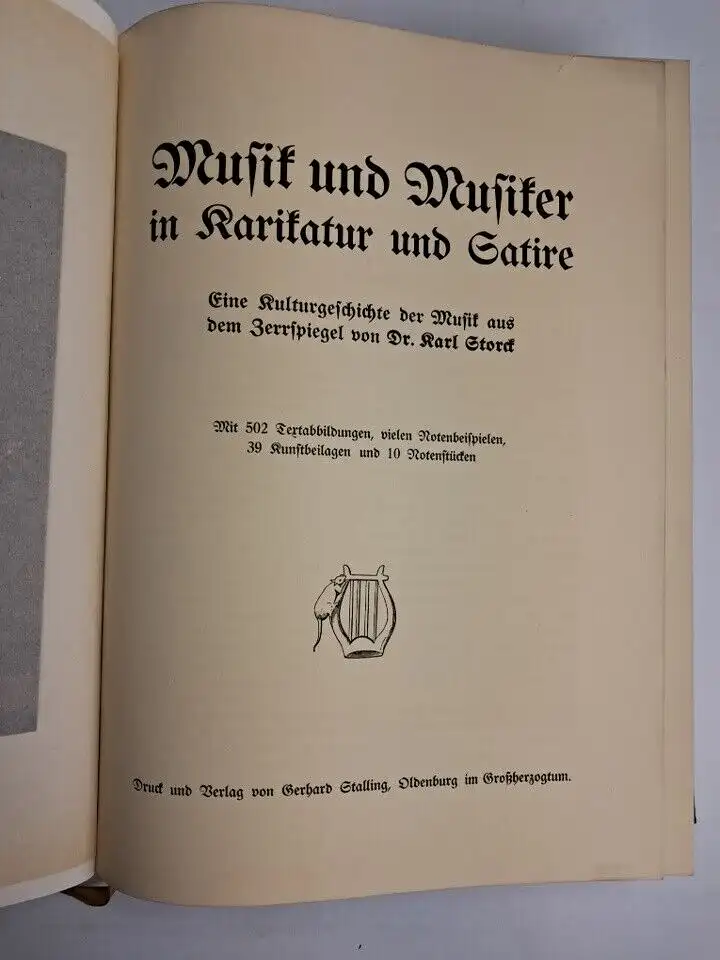 Musik und Musiker
in Karikatur und Satire
Eine Kulturgeschichte der Musik aus
dem Zerrspiegel von Dr. Karl Storck
Mit 502 Textabbildungen, vielen Notenbeispielen,
39 Kunstbeilagen und 10 Notenstücken
Druck und Verlag von Gerhard Stalling, Oldenburg im Großherzogtum.